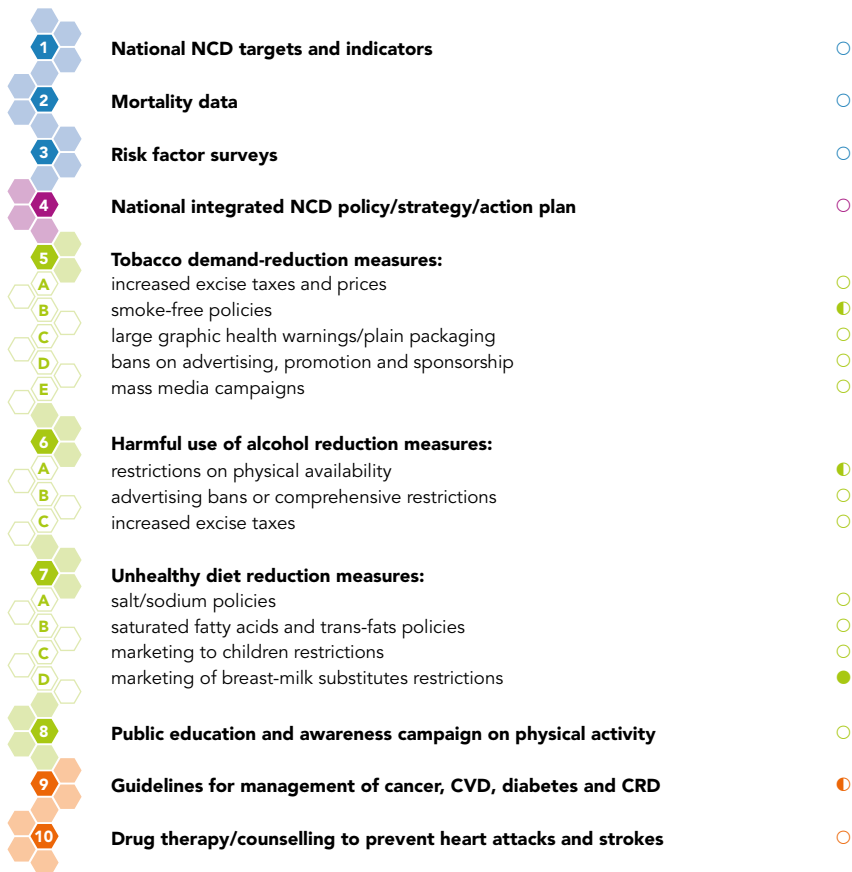 1 National NCD targets and indicators
2 Mortality data
3 Risk factor surveys
4 National integrated NCD policy/strategy/action plan
5 Tobacco demand-reduction measures:
A increased excise taxes and prices
B smoke-free policies
C large graphic health warnings/plain packaging
D bans on advertising, promotion and sponsorship
E mass media campaigns
6 Harmful use of alcohol reduction measures:
A restrictions on physical availability
B advertising bans or comprehensive restrictions
C increased excise taxes
7 Unhealthy diet reduction measures:
A salt/sodium policies
B saturated fatty acids and trans-fats policies
C marketing to children restrictions
D marketing of breast-milk substitutes restrictions
8 Public education and awareness campaign on physical activity
9 Guidelines for management of cancer, CVD, diabetes and CRD
10 Drug therapy/counselling to prevent heart attacks and strokes